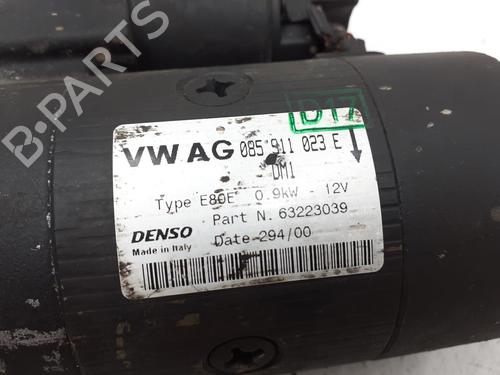 D17
VW AG 085 911 023 E
DM1
Type E80E 0.9kW - 12V
Part N. 63223039
DENSO Date 294/00
Made in Italy
B-Parts